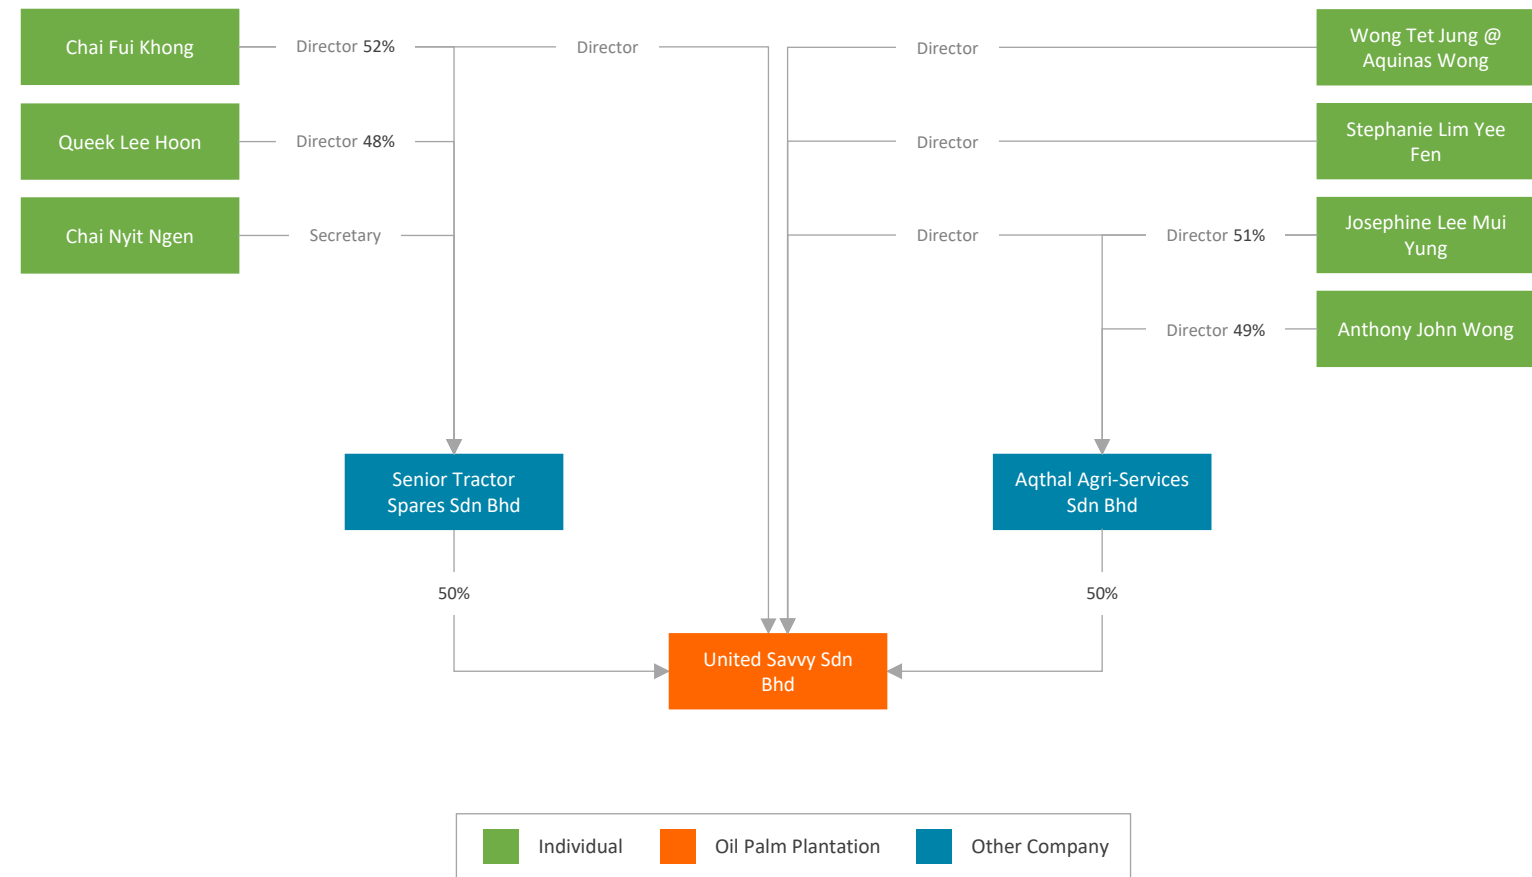 Chai Fui Khong
Director 52%
Director
Director
Wong Tet Jung @
Aquinas Wong
Queek Lee Hoon
Director 48%
Director
Stephanie Lim Yee
Fen
Chai Nyit Ngen
Secretary
Director
Director 51%
Josephine Lee Mui
Yung
Director 49%
Anthony John Wong
Senior Tractor
Spares Sdn Bhd
Aqthal Agri-Services
Sdn Bhd
50%
50%
United Savvy Sdn
Bhd
Individual
Oil Palm Plantation
Other Company